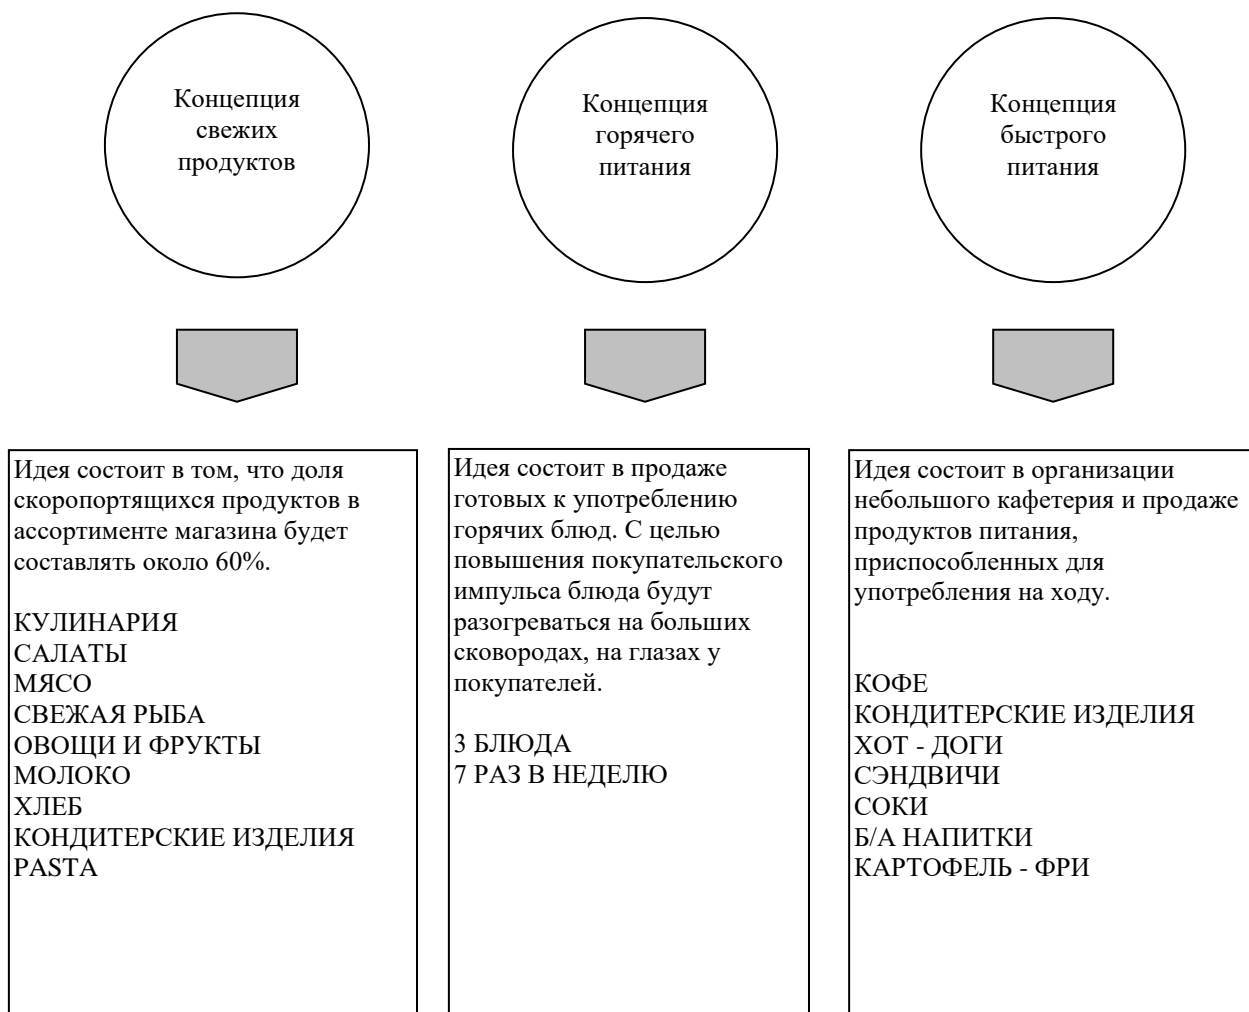 Концепция
свежих
продуктов
Концепция
горячего
питания
Концепция
быстрого
питания
Идея состоит в том, что доля
скоропортящихся продуктов в
ассортименте магазина будет
составлять около 60%.
КУЛИНАРИЯ
САЛАТЫ
МЯСО
СВЕЖАЯ РЫБА
ОВОЩИ И ФРУКТЫ
МОЛОКО
ХЛЕБ
КОНДИТЕРСКИЕ ИЗДЕЛИЯ
PASTA
Идея состоит в продаже
готовых к употреблению
горячих блюд. С целью
повышения покупательского
импульса блюда будут
разогреваться на больших
сковородах, на глазах у
покупателей.
3 БЛЮДА
7 РАЗ В НЕДЕЛЮ
Идея состоит в организации
небольшого кафетерия и продаже
продуктов питания,
приспособленных для
употребления на ходу.
КОФЕ
КОНДИТЕРСКИЕ ИЗДЕЛИЯ
ХОТ - ДОГИ
СЭНДВИЧИ
СОКИ
Б/А НАПИТКИ
КАРТОФЕЛЬ - ФРИ